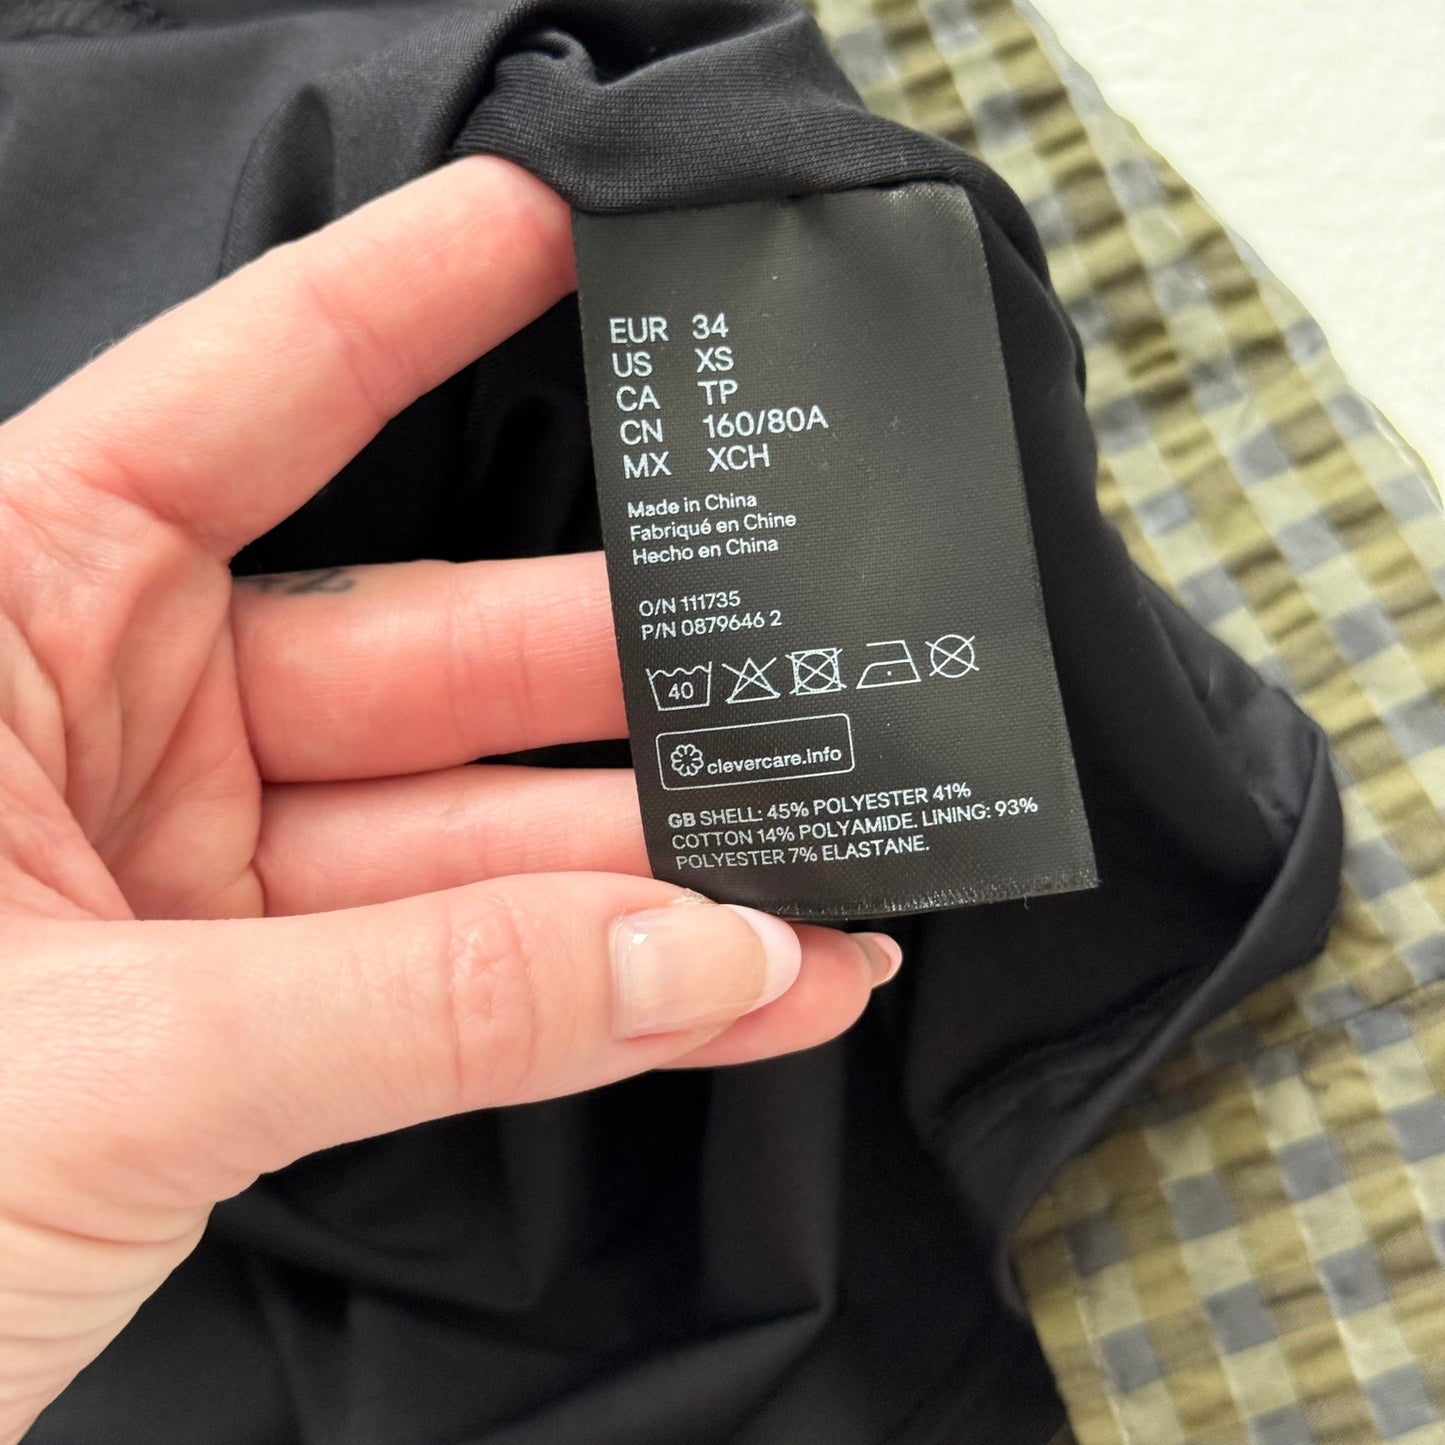 EUR 34
US XS
CA TP
CN 160/80A
MX XCH
Made in China
Fabriqué en Chine
Hecho en China
O/N 111735
P/N 0879646 2
40
clevercare.info
GB SHELL: 45% POLYESTER 41%
COTTON 14% POLYAMIDE. LINING: 93%
POLYESTER 7% ELASTANE.